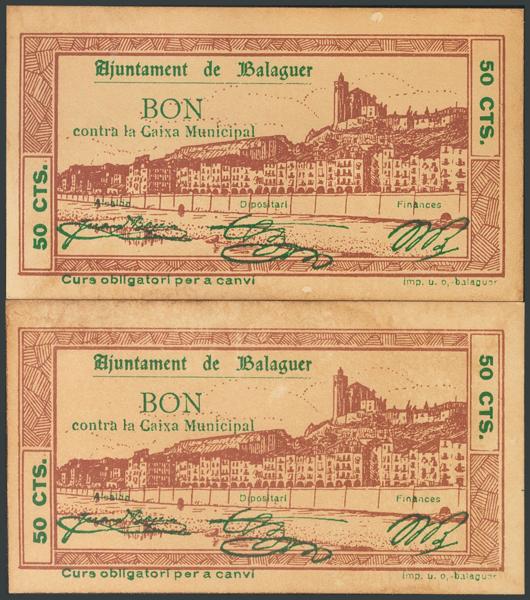 Ajuntament de Balaguer
50 CTS.
BON
contra la Caixa Municipal
50 CTS.
Alcalde
Dipositari
Finances
Curs obligatori per a canvi
Imp. u. o,-balaguer
Ajuntament de Balaguer
50 CTS.
BON
contra la Caixa Municipal
50 CTS.
Alcalde
Dipositari
Finances
Curs obligatori per a canvi
Imp. u. o,-balaguer